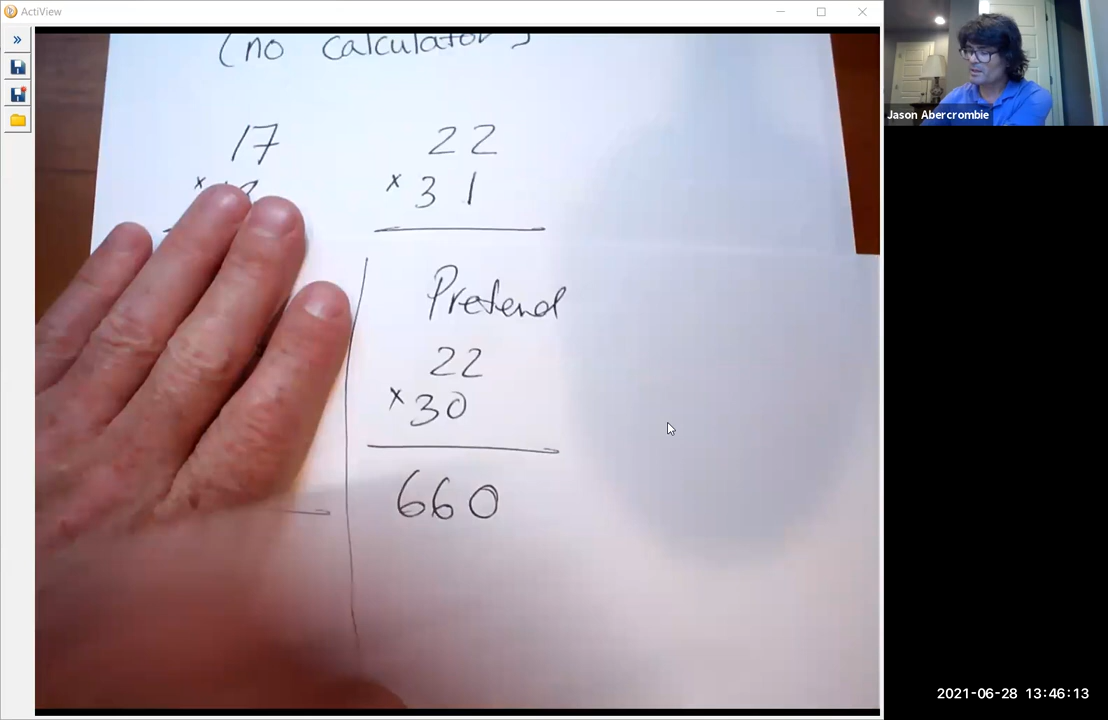 ActiView
(no calculator)
17
×
22
× 31
Pretend
22
× 30
660
Jason Abercrombie
2021-06-28 13:46:13